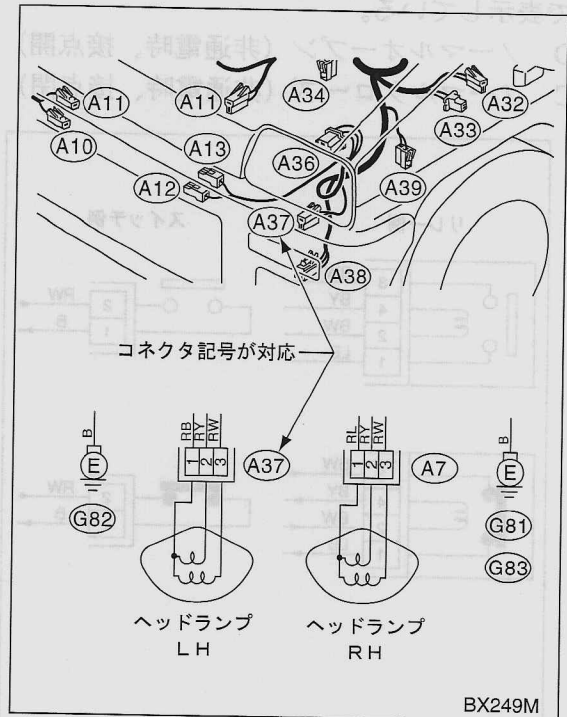 A11
A11
A34
A32
A10
A13
A36
A33
A12
A39
A37
A38
コネクタ記号が対応
B
RB
RY
RW
RL
RY
RW
B
E
1
2
3
A37
1
2
3
A7
E
G82
G81
G83
ヘッドランプ
LH
ヘッドランプ
RH
BX249M